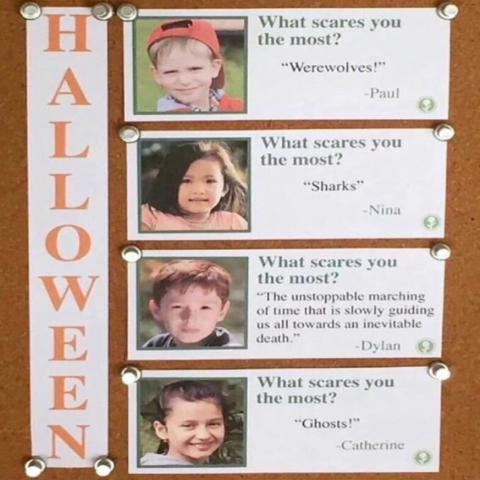 HALLOWEEN
What scares you
the most?
“Werewolves!”
-Paul
What scares you
the most?
“Sharks”
-Nina
What scares you
the most?
“The unstoppable marching
of time that is slowly guiding
us all towards an inevitable
death.”
-Dylan
What scares you
the most?
“Ghosts!”
-Catherine